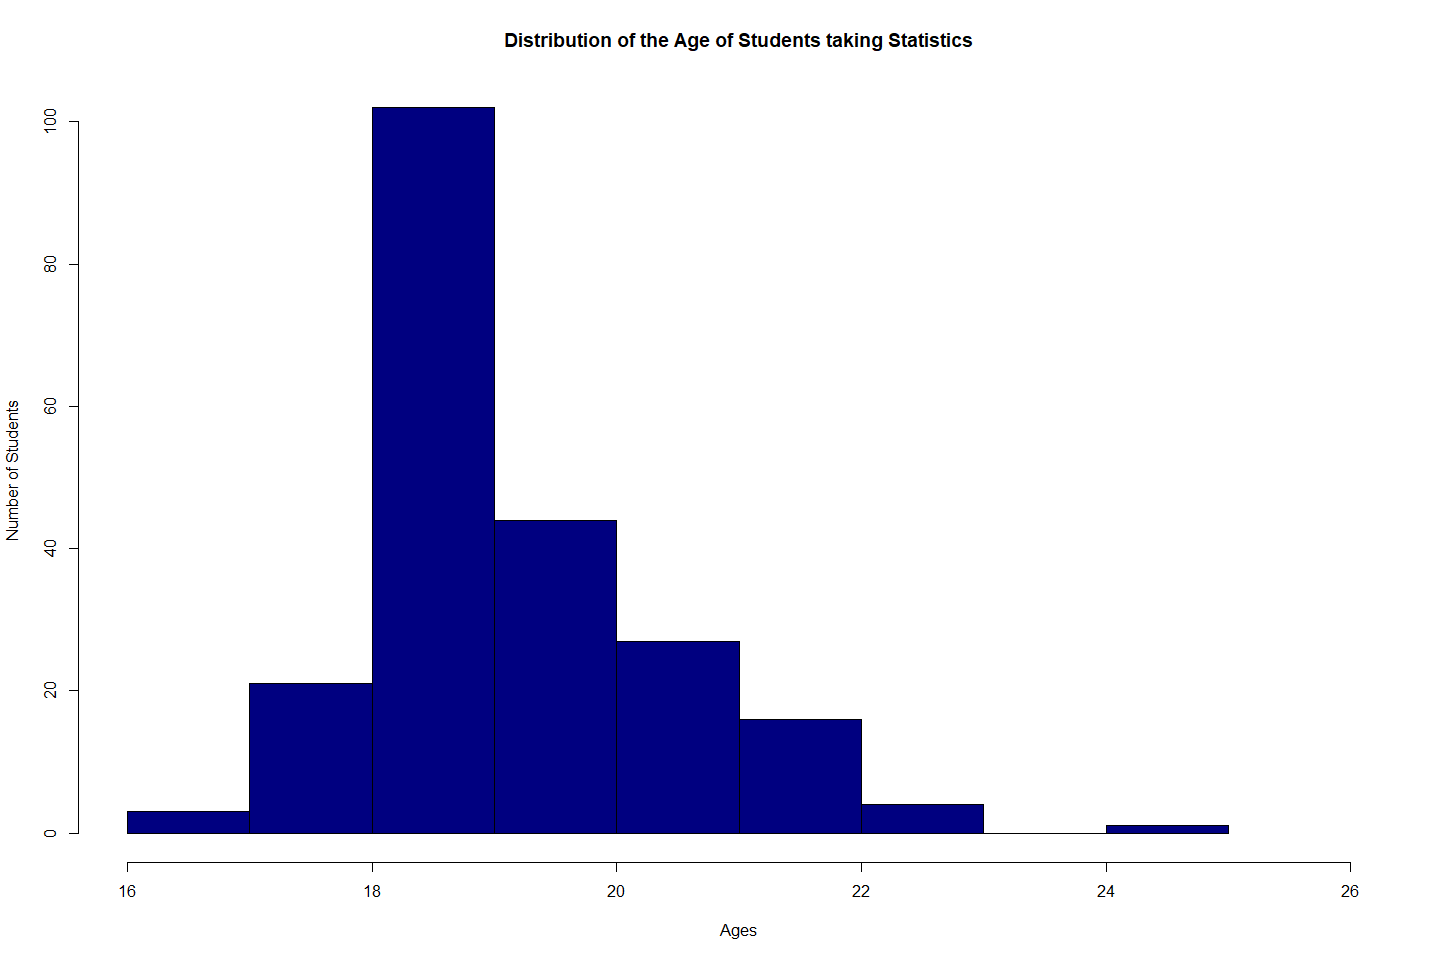 Distribution of the Age of Students taking Statistics
Number of Students
100
80
60
40
20
0
16 18 20 22 24 26
Ages